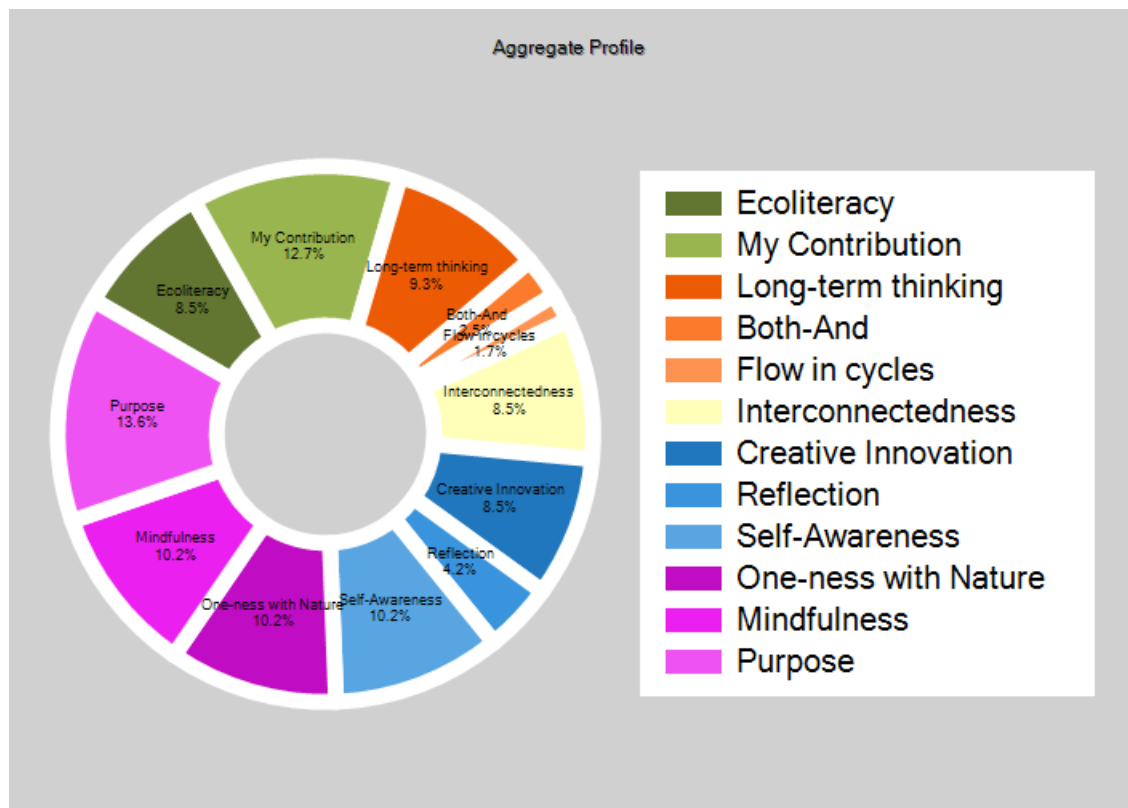 Aggregate Profile
My Contribution
12.7%
Long-term thinking
9.3%
Ecoliteracy
8.5%
Both-And
2.5%
Flow in cycles
1.7%
Interconnectedness
8.5%
Purpose
13.6%
Creative Innovation
8.5%
Mindfulness
10.2%
Reflection
4.2%
One-ness with Nature
10.2%
Self-Awareness
10.2%
Ecoliteracy
My Contribution
Long-term thinking
Both-And
Flow in cycles
Interconnectedness
Creative Innovation
Reflection
Self-Awareness
One-ness with Nature
Mindfulness
Purpose